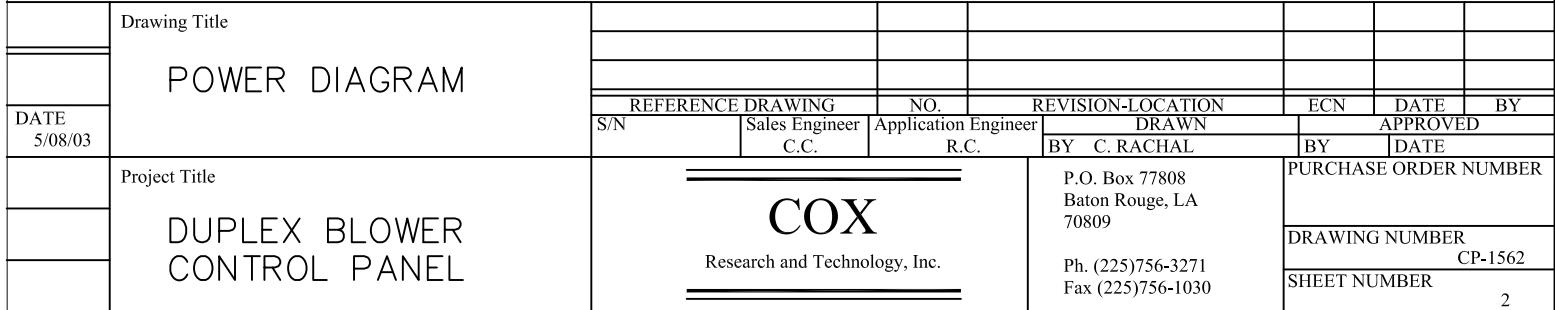 Drawing Title
POWER DIAGRAM
DATE
5/08/03
REFERENCE DRAWING NO. REVISION-LOCATION ECN DATE BY
S/N Sales Engineer Application Engineer DRAWN APPROVED
C.C. R.C. BY C. RACHAL BY DATE
Project Title
DUPLEX BLOWER
CONTROL PANEL
COX
Research and Technology, Inc.
P.O. Box 77808
Baton Rouge, LA
70809
Ph. (225)756-3271
Fax (225)756-1030
PURCHASE ORDER NUMBER
DRAWING NUMBER
CP-1562
SHEET NUMBER
2